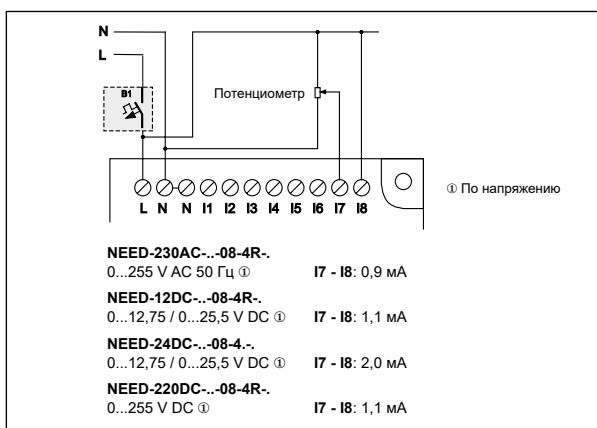 N
L
B1
Потенциометр
L N N I1 I2 I3 I4 I5 I6 I7 I8
① По напряжению
NEED-230AC-..-08-4R-.
0...255 V AC 50 Гц ① I7 - I8: 0,9 мА
NEED-12DC-..-08-4R-.
0...12,75 / 0...25,5 V DC ① I7 - I8: 1,1 мА
NEED-24DC-..-08-4.-.
0...12,75 / 0...25,5 V DC ① I7 - I8: 2,0 мА
NEED-220DC-..-08-4R-.
0...255 V DC ① I7 - I8: 1,1 мА